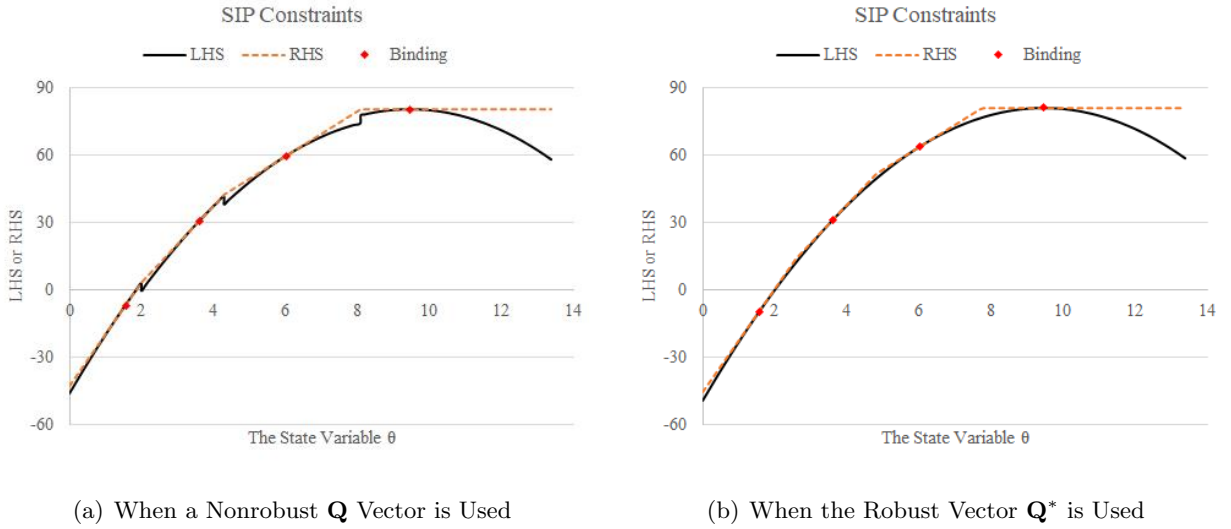 SIP Constraints
LHS RHS Binding
90
60
30
0
-30
-60
0 2 4 6 8 10 12 14
LHS or RHS
The State Variable θ
(a) When a Nonrobust Q Vector is Used
SIP Constraints
LHS RHS Binding
90
60
30
0
-30
-60
0 2 4 6 8 10 12 14
LHS or RHS
The State Variable θ
(b) When the Robust Vector Q* is Used